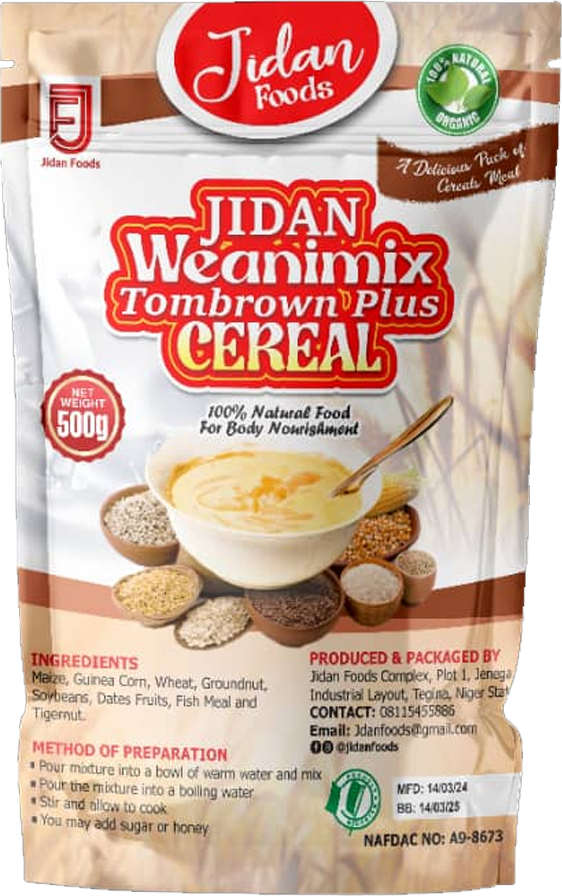 Jidan
Foods
FJ
Jidan Foods
100% NATURAL
ORGANIC
A Delicious Pack of
Cereals Meal
JIDAN
Weanimix
Tombrown Plus
CEREAL
NET
WEIGHT
500g
100% Natural Food
For Body Nourishment
INGREDIENTS
Maize, Guinea Corn, Wheat, Groundnut,
Soybeans, Dates Fruits, Fish Meal and
Tigernut.
METHOD OF PREPARATION
▪ Pour mixture into a bowl of warm water and mix
▪ Pour the mixture into a boiling water
▪ Stir and allow to cook
▪ You may add sugar or honey
PRODUCED & PACKAGED BY
Jidan Foods Complex, Plot 1, Jenaga
Industrial Layout, Tegina, Niger Stat
CONTACT: 08115455886
Email: Jdanfoods@gmail.com
@jidanfoods
MFD: 14/03/24
BB: 14/03/25
NAFDAC NO: A9-8673